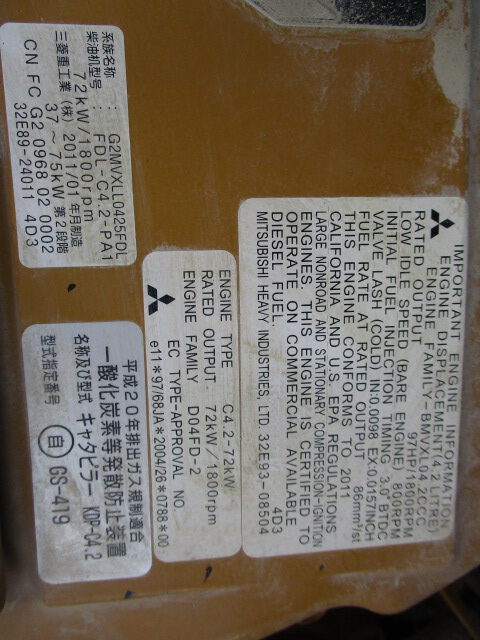 系族名称 : G2MVXLL0425FDL
柴油机型号 : FDL-C4.2-PA1
72kW/1800rpm
三菱重工業 (株) 2011/01 年月制造
37 ~ 75kW 第2段階
CN FC G2 0968 02 0002
32E89-24011 4D3
IMPORTANT ENGINE INFORMATION
ENGINE DISPLACEMENT(4.2 LITRE)
ENGINE FAMILY-BMVXL04.2CCC
RATED OUTPUT 97HP/1800RPM
LOW IDLE SPEED (BARE ENGINE) 800RPM
INITIAL FUEL INJECTION TIMING 3.0°BTDC
VALVE LASH (COLD) IN:0.0098 EX:0.0157INCH
FUEL RATE AT RATED OUTPUT 86mm³/st
THIS ENGINE CONFORMS TO 2011
CALIFORNIA AND U.S. EPA REGULATIONS
LARGE NONROAD AND STATIONARY COMPRESSION-IGNITION
ENGINES. THIS ENGINE IS CERTIFIED TO
OPERATE ON COMMERCIAL AVAILABLE
DIESEL FUEL. 4D3
MITSUBISHI HEAVY INDUSTRIES, LTD. 32E93-08504
ENGINE TYPE C4.2-72kW
RATED OUTPUT 72kW/1800rpm
ENGINE FAMILY D04FD-2
EC TYPE-APPROVAL NO.
e11*97/68JA*2004/26*0788*00
平成20年排出ガス規制適合
一酸化炭素等発散防止装置
名称及び型式 キャタピラー KDP-C4.2
型式指定番号 自 GS-419